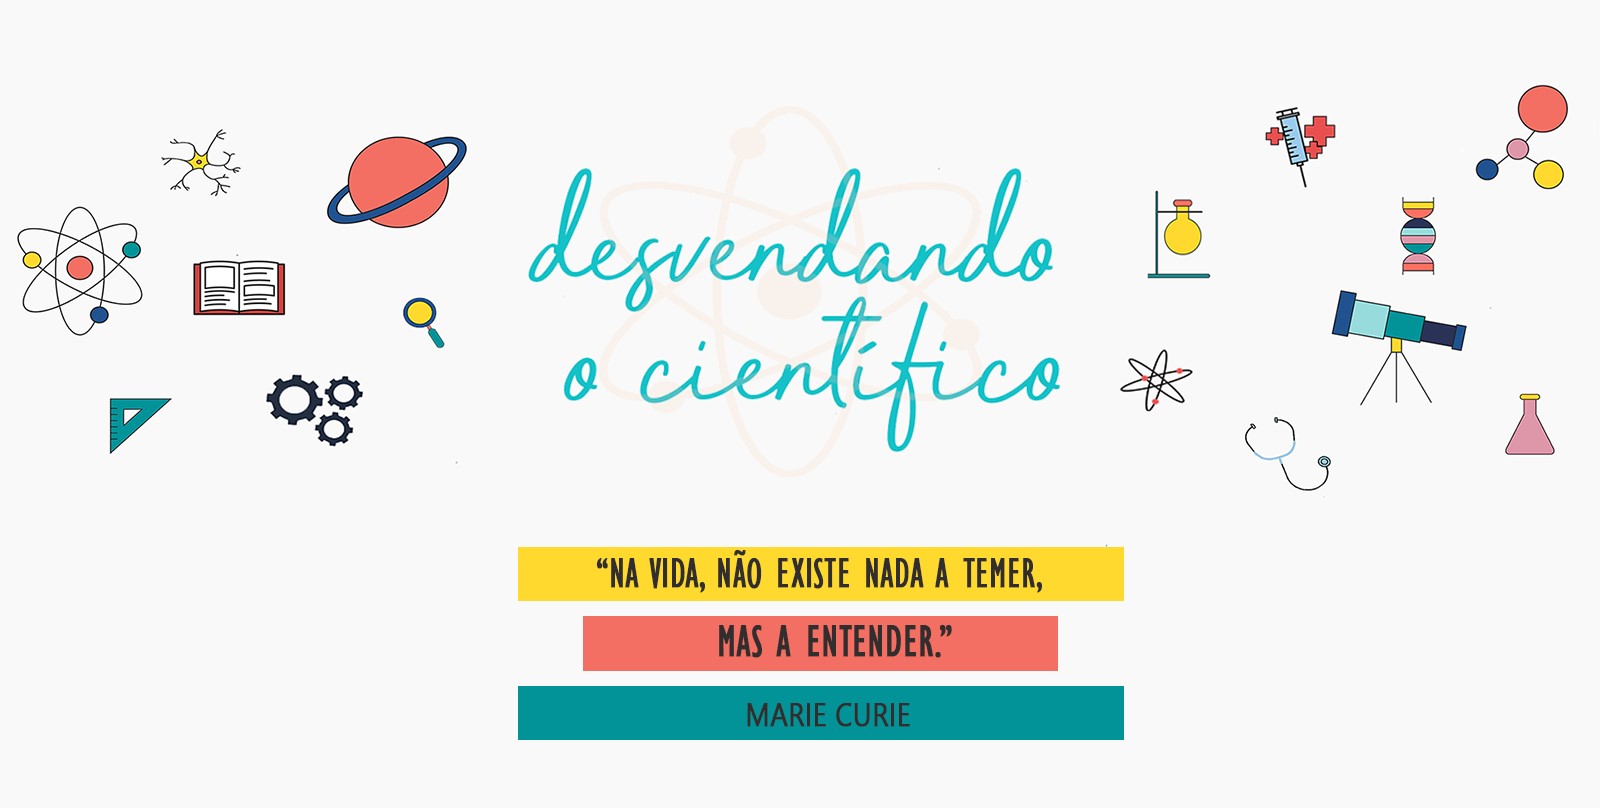 desvendando
o científico
“NA VIDA, NÃO EXISTE NADA A TEMER,
MAS A ENTENDER.”
MARIE CURIE